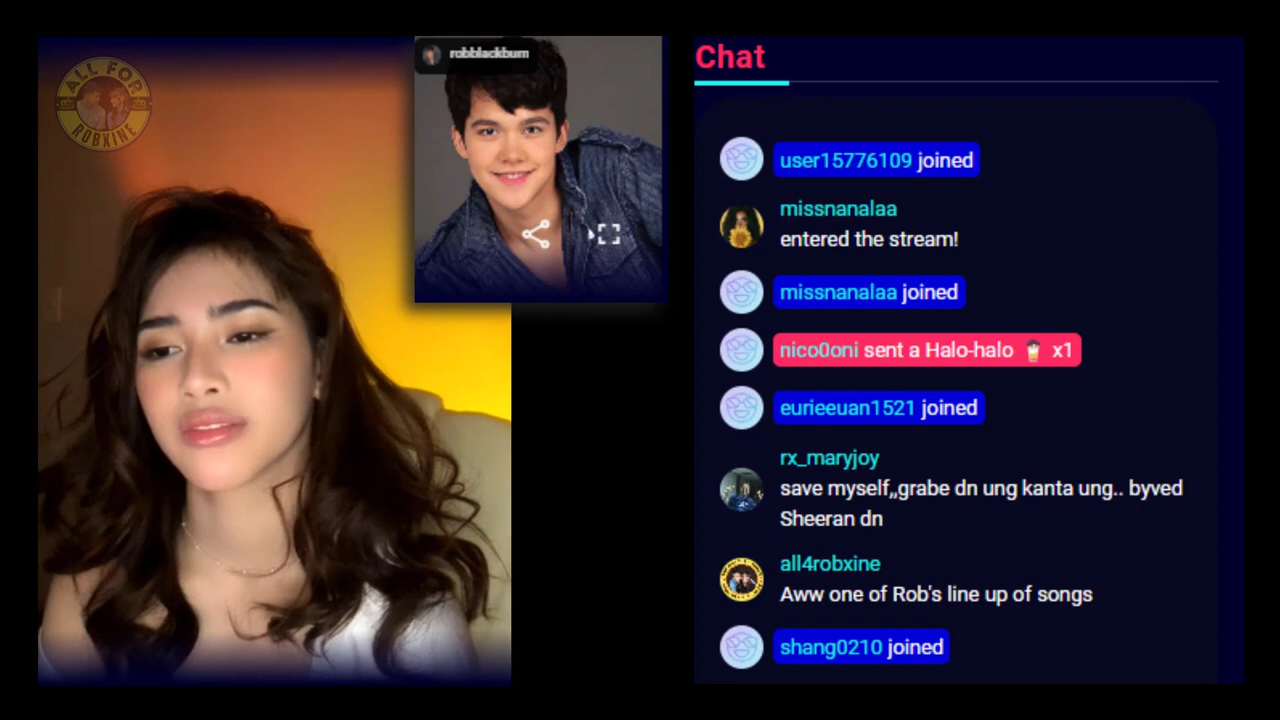 ALL FOR
ROBXINE
robblackburn
Chat
user15776109 joined
missnanalaa
entered the stream!
missnanalaa joined
nico0oni sent a Halo-halo x1
eurieeuan1521 joined
rx_maryjoy
save myself,,grabe dn ung kanta ung.. byved
Sheeran dn
all4robxine
Aww one of Rob's line up of songs
shang0210 joined